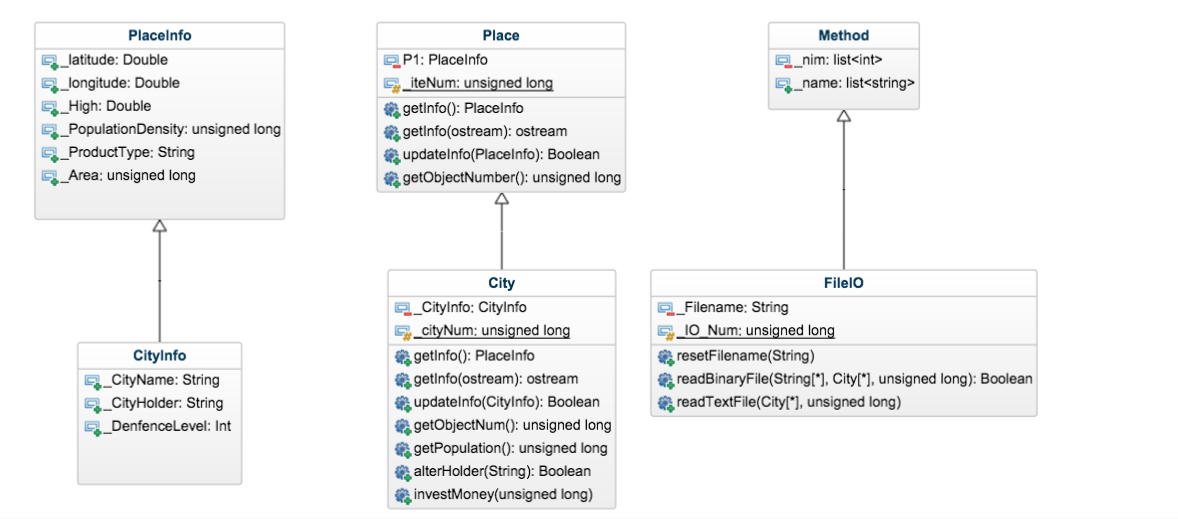 PlaceInfo
_latitude: Double
_longitude: Double
_High: Double
_PopulationDensity: unsigned long
_ProductType: String
_Area: unsigned long
CityInfo
_CityName: String
_CityHolder: String
_DenfenceLevel: Int
Place
P1: PlaceInfo
_iteNum: unsigned long
getInfo(): PlaceInfo
getInfo(ostream): ostream
updateInfo(PlaceInfo): Boolean
getObjectNumber(): unsigned long
City
_CityInfo: CityInfo
_cityNum: unsigned long
getInfo(): PlaceInfo
getInfo(ostream): ostream
updateInfo(CityInfo): Boolean
getObjectNum(): unsigned long
getPopulation(): unsigned long
alterHolder(String): Boolean
investMoney(unsigned long)
Method
_nim: list<int>
_name: list<string>
FileIO
_Filename: String
_IO_Num: unsigned long
resetFilename(String)
readBinaryFile(String[*], City[*], unsigned long): Boolean
readTextFile(City[*], unsigned long)